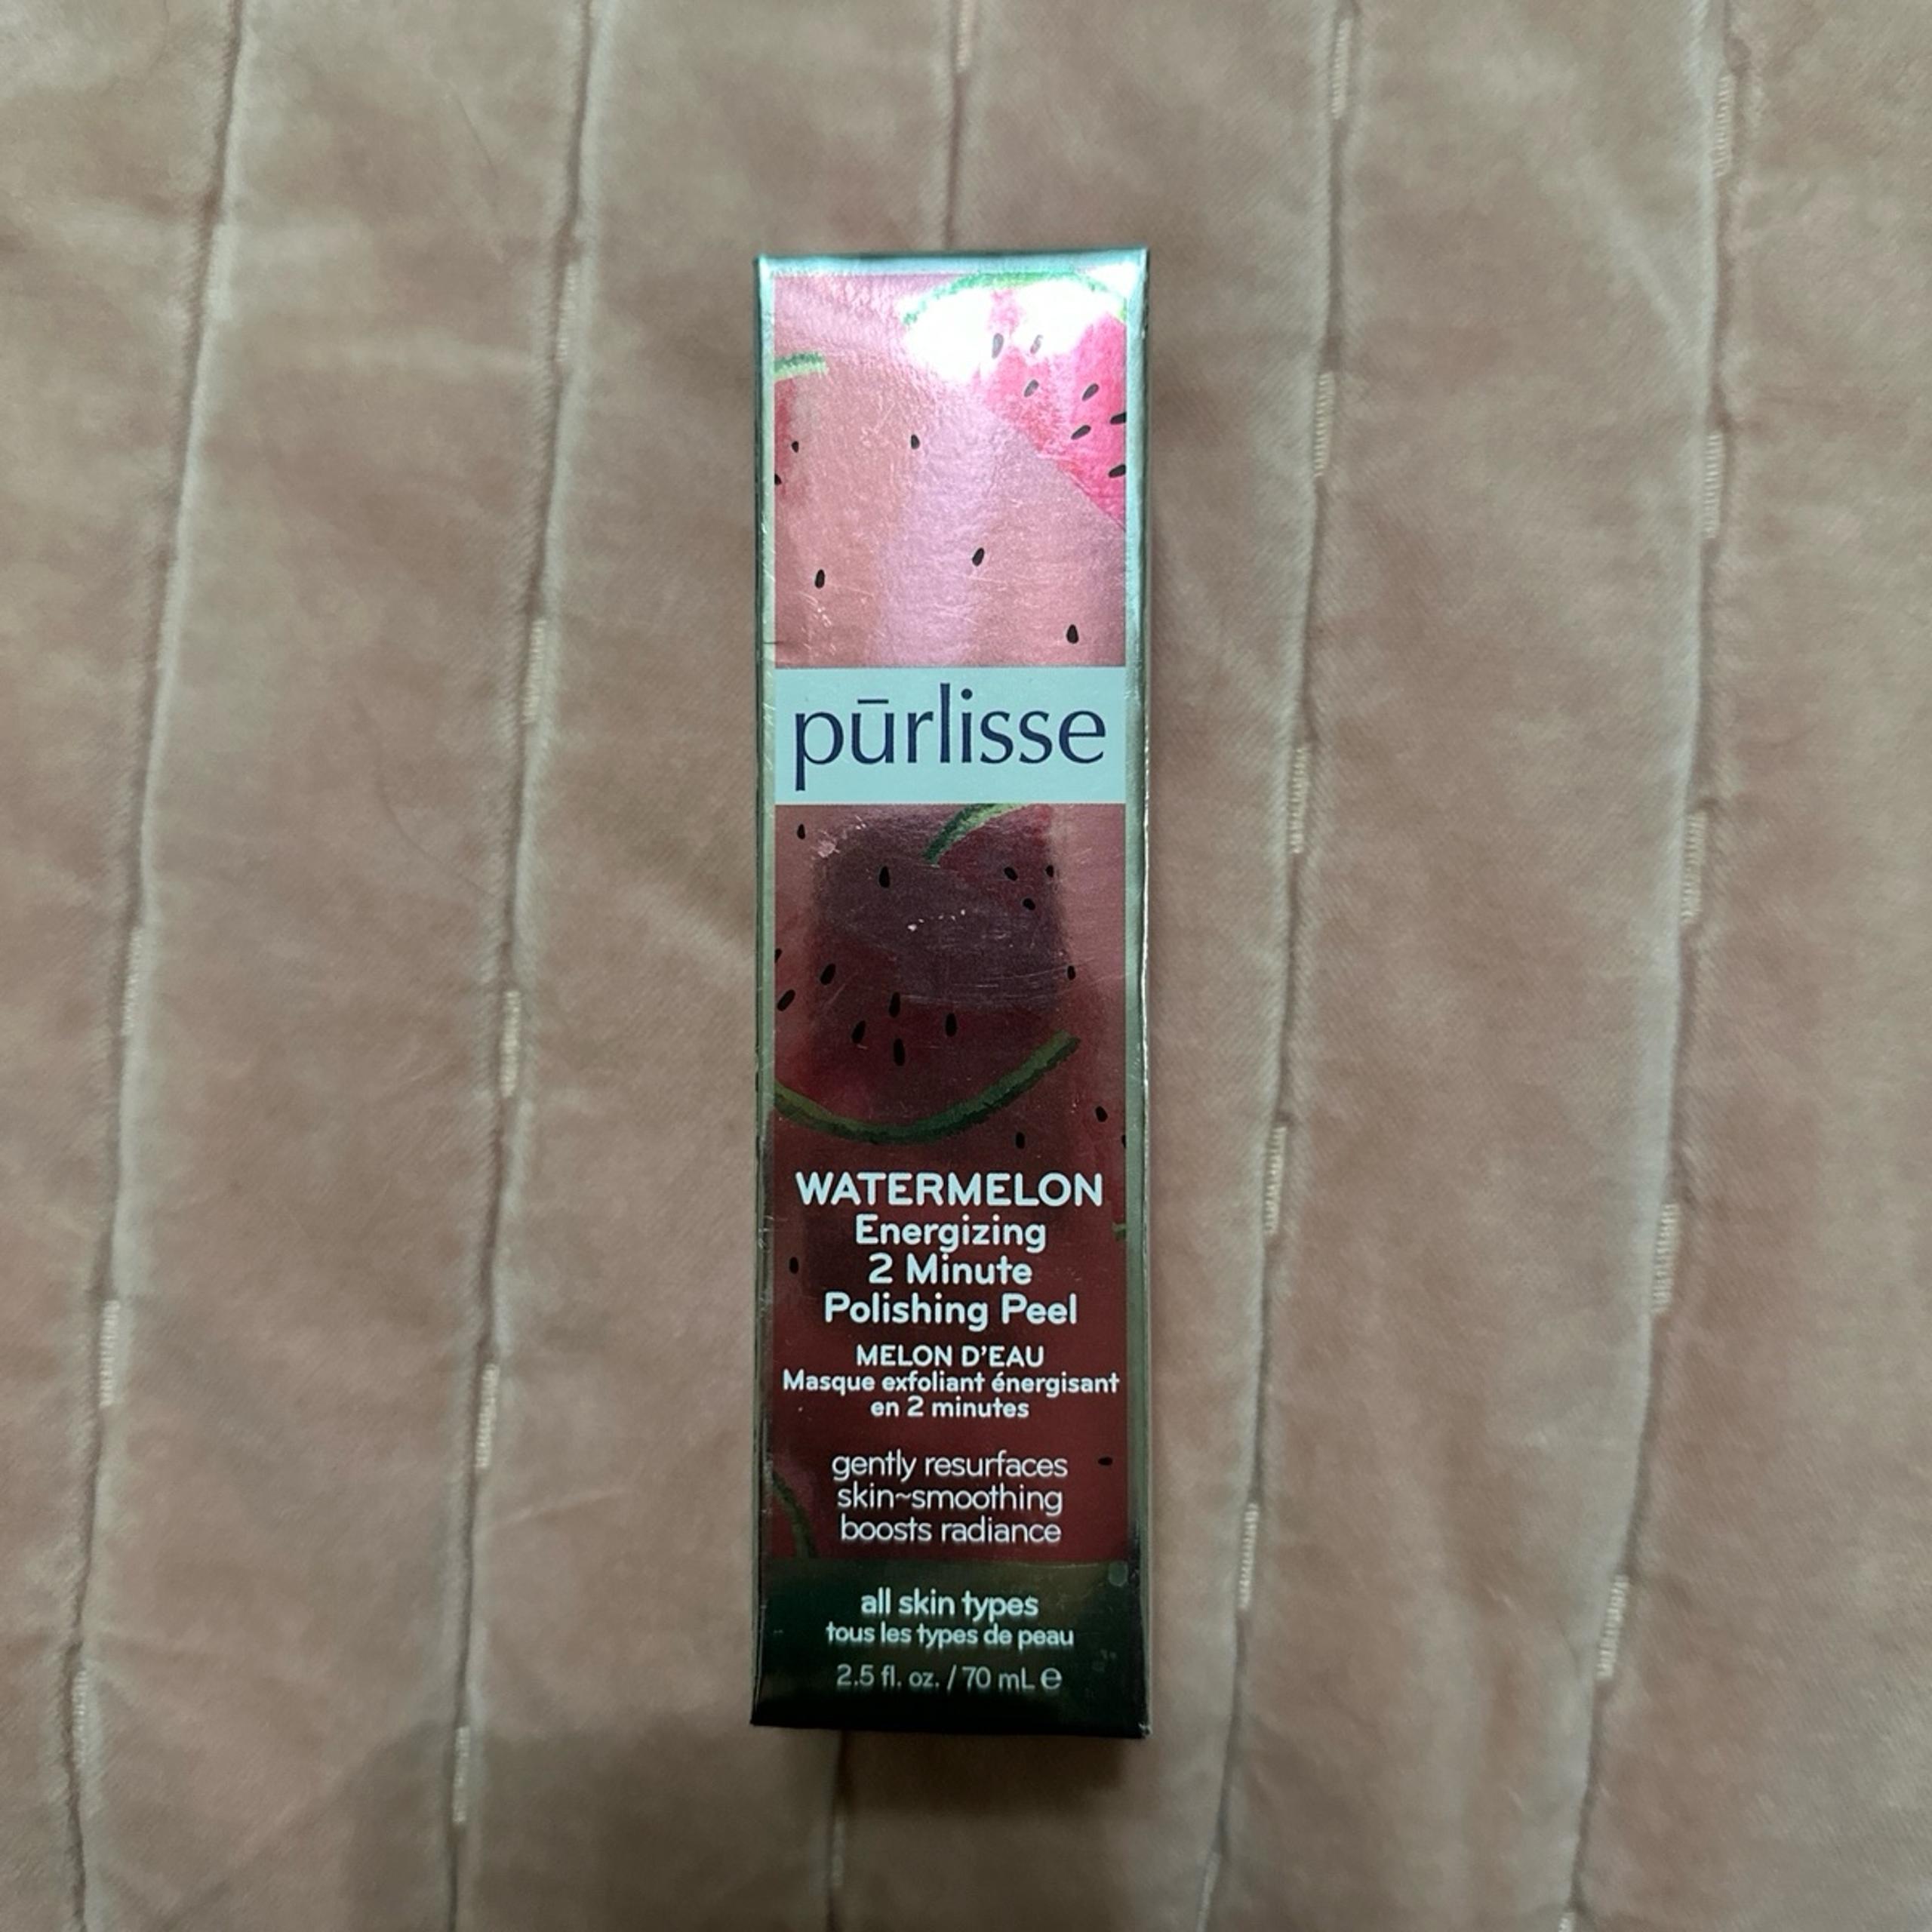 pūrlisse
WATERMELON
Energizing
2 Minute
Polishing Peel
MELON D'EAU
Masque exfoliant énergisant
en 2 minutes
gently resurfaces
skin~smoothing
boosts radiance
all skin types
tous les types de peau
2.5 fl. oz. / 70 mL ℮